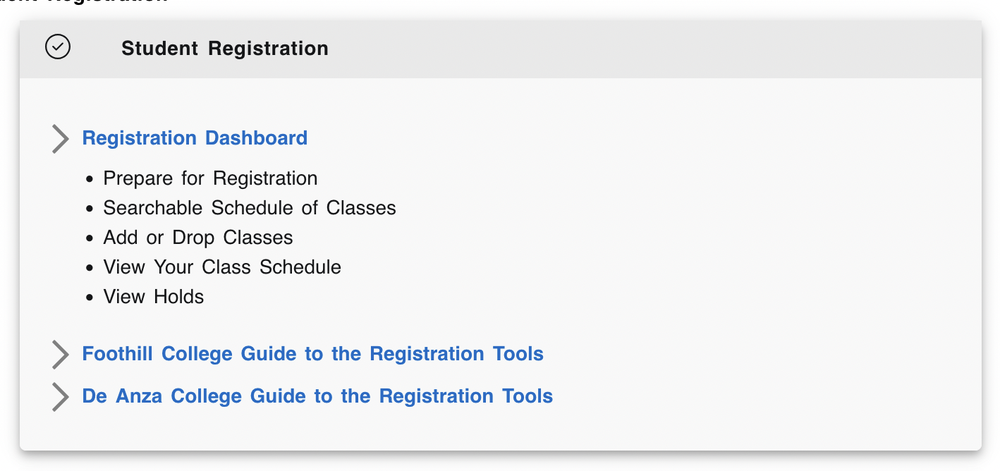 Registration
Student Registration
Registration Dashboard
Prepare for Registration
Searchable Schedule of Classes
Add or Drop Classes
View Your Class Schedule
View Holds
Foothill College Guide to the Registration Tools
De Anza College Guide to the Registration Tools